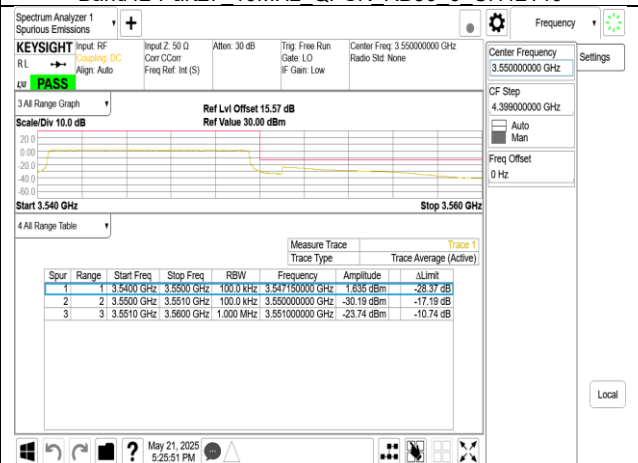 Spectrum Analyzer 1
Spurious Emissions
Frequency
KEYSIGHT
RL
LXI
PASS
Input: RF
Coupling: DC
Align: Auto
Input Z: 50 Ω
Corr CCorr
Freq Ref: Int (S)
Atten: 30 dB
Trig: Free Run
Gate: LO
IF Gain: Low
Center Freq: 3.550000000 GHz
Radio Std: None
Center Frequency
3.550000000 GHz
Settings
CF Step
4.399000000 GHz
Auto
Man
Freq Offset
0 Hz
3 All Range Graph
Scale/Div 10.0 dB
Ref Lvl Offset 15.57 dB
Ref Value 30.00 dBm
20.0
0.00
-20.0
-40.0
-60.0
Start 3.540 GHz
Stop 3.560 GHz
4 All Range Table
Measure Trace Trace 1
Trace Type Trace Average (Active)
Spur Range Start Freq Stop Freq RBW Frequency Amplitude ΔLimit
1 1 3.5400 GHz 3.5500 GHz 100.0 kHz 3.547150000 GHz 1.635 dBm -28.37 dB
2 2 3.5500 GHz 3.5510 GHz 100.0 kHz 3.550000000 GHz -30.19 dBm -17.19 dB
3 3 3.5510 GHz 3.5600 GHz 1.000 MHz 3.551000000 GHz -23.74 dBm -10.74 dB
Local
May 21, 2025
5:25:51 PM